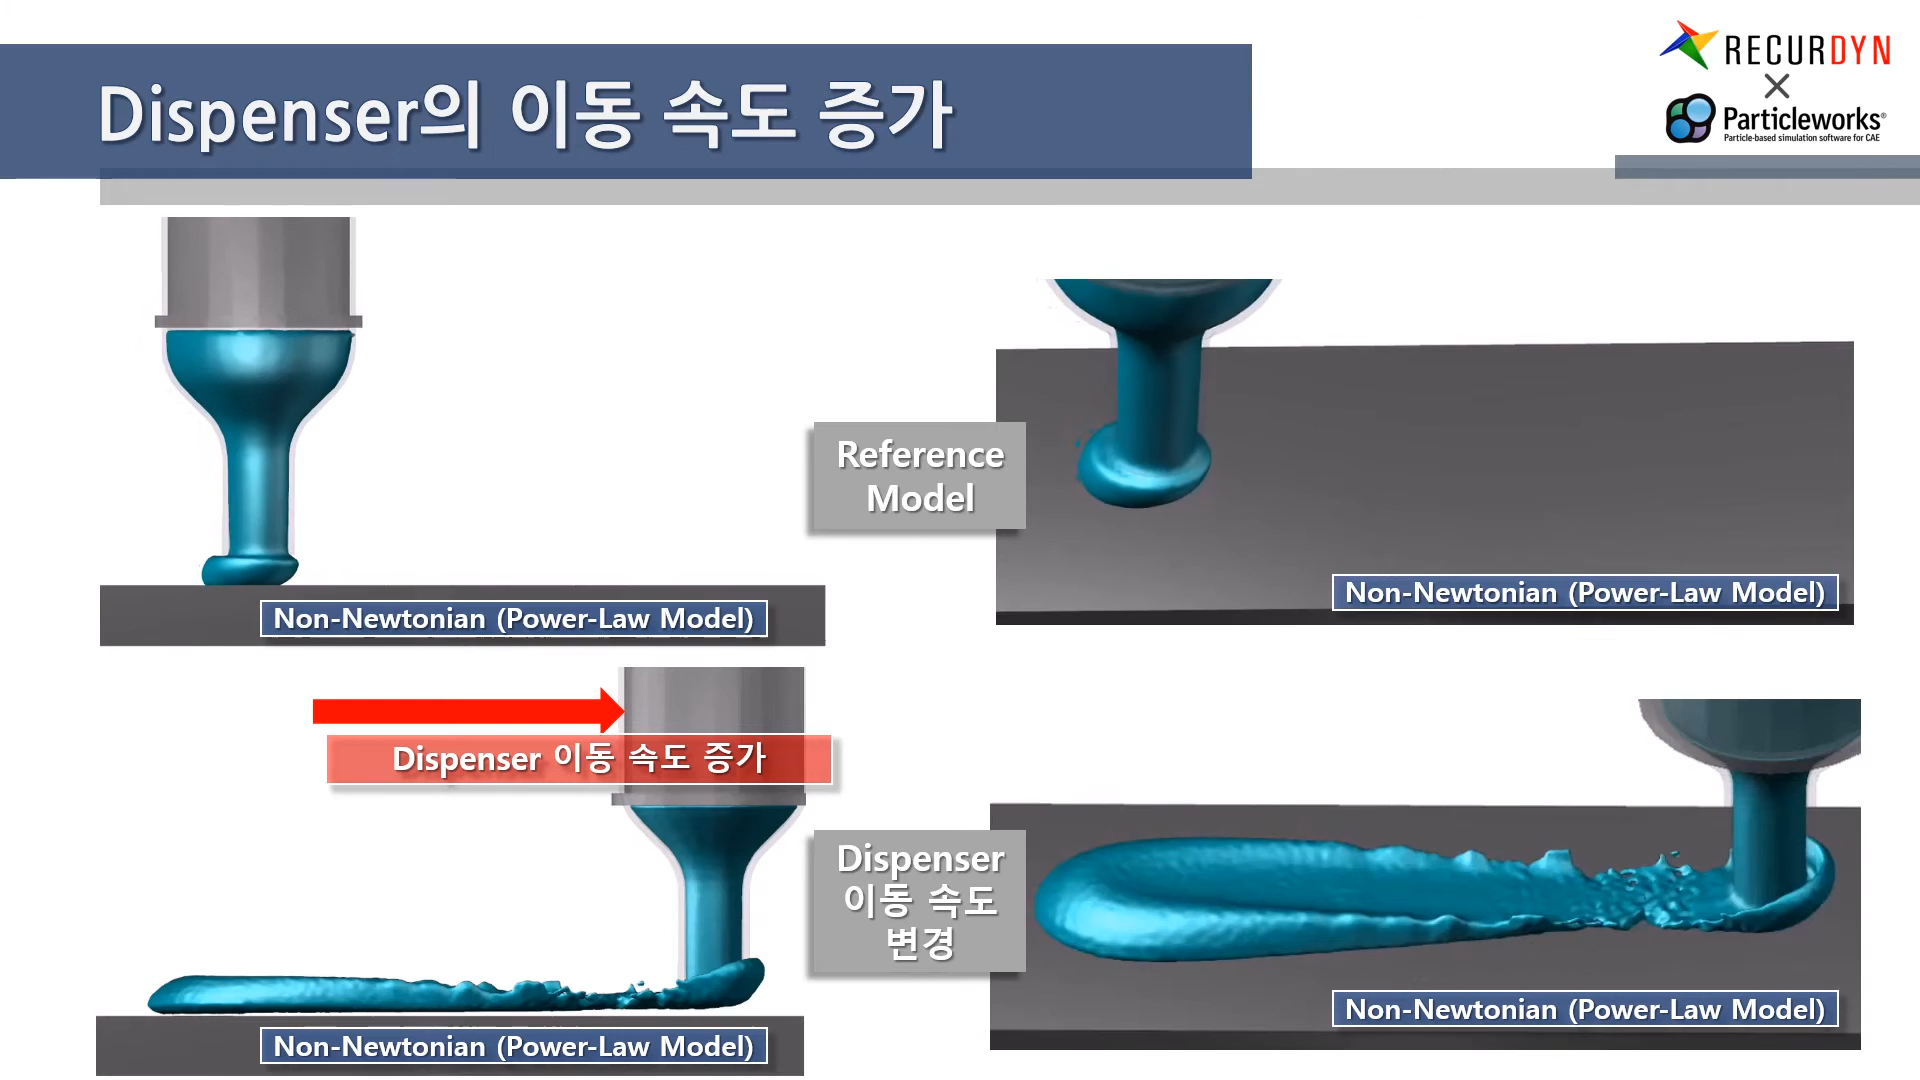 Dispenser의 이동 속도 증가
RECURDYN
×
Particleworks®
Particle-based simulation software for CAE
Reference
Model
Non-Newtonian (Power-Law Model)
Non-Newtonian (Power-Law Model)
Dispenser 이동 속도 증가
Dispenser
이동 속도
변경
Non-Newtonian (Power-Law Model)
Non-Newtonian (Power-Law Model)